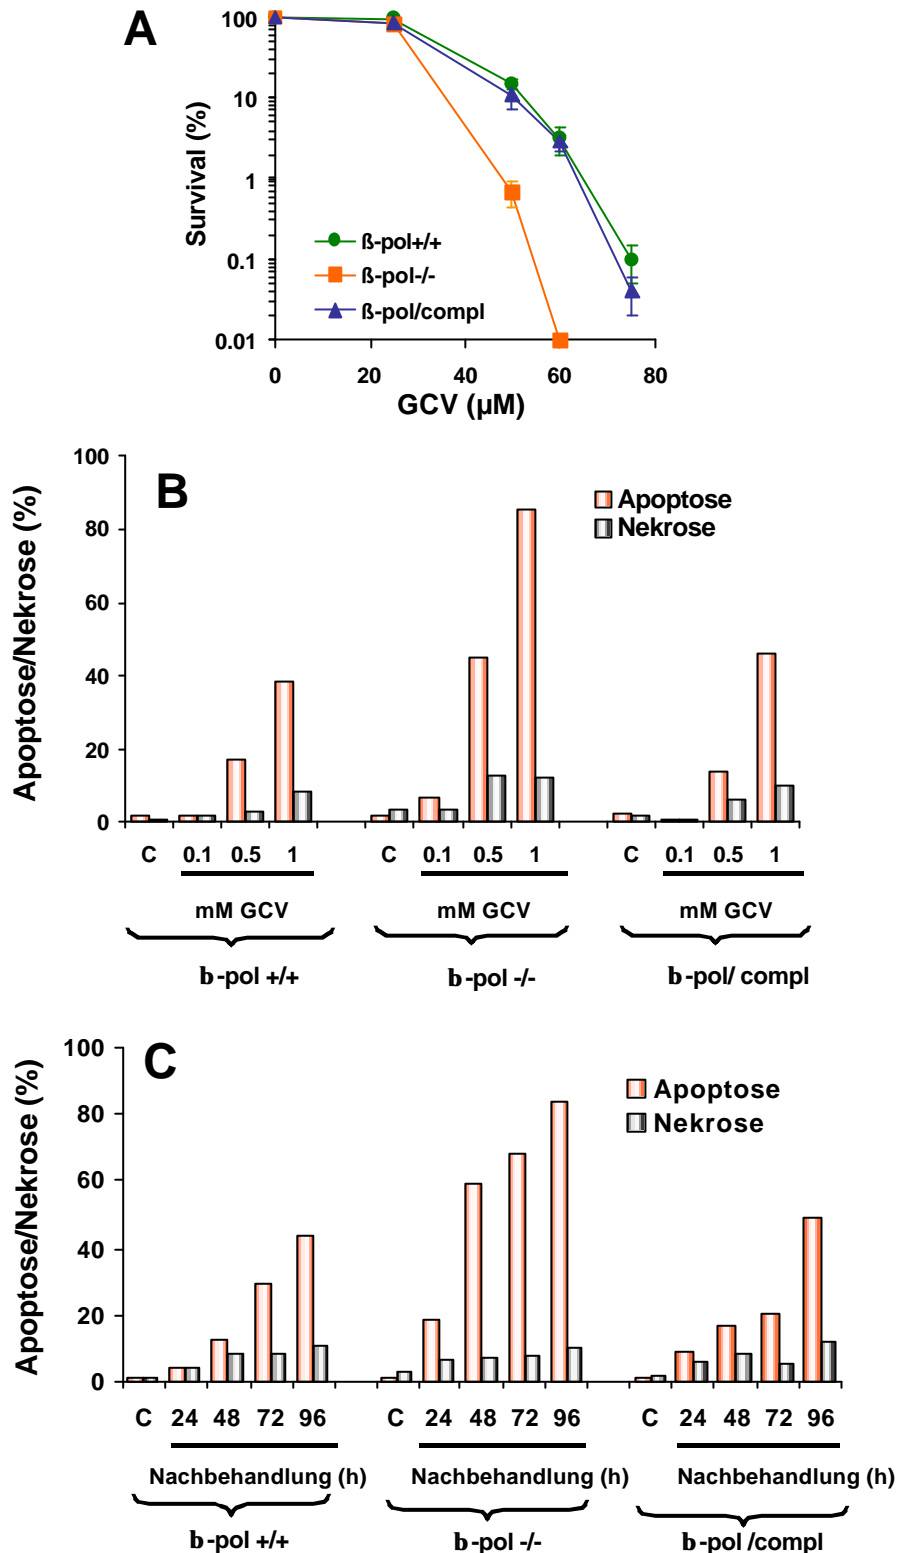 A
100
10
1
0.1
0.01
Survival (%)
ß-pol+/+
ß-pol-/-
ß-pol/compl
0 20 40 60 80
GCV (µM)
B
100
80
60
40
20
0
Apoptose/Nekrose (%)
Apoptose
Nekrose
C 0.1 0.5 1 C 0.1 0.5 1 C 0.1 0.5 1
mM GCV mM GCV mM GCV
b-pol +/+ b-pol -/- b-pol/ compl
C
100
80
60
40
20
0
Apoptose/Nekrose (%)
Apoptose
Nekrose
C 24 48 72 96 C 24 48 72 96 C 24 48 72 96
Nachbehandlung (h) Nachbehandlung (h) Nachbehandlung (h)
b-pol +/+ b-pol -/- b-pol /compl